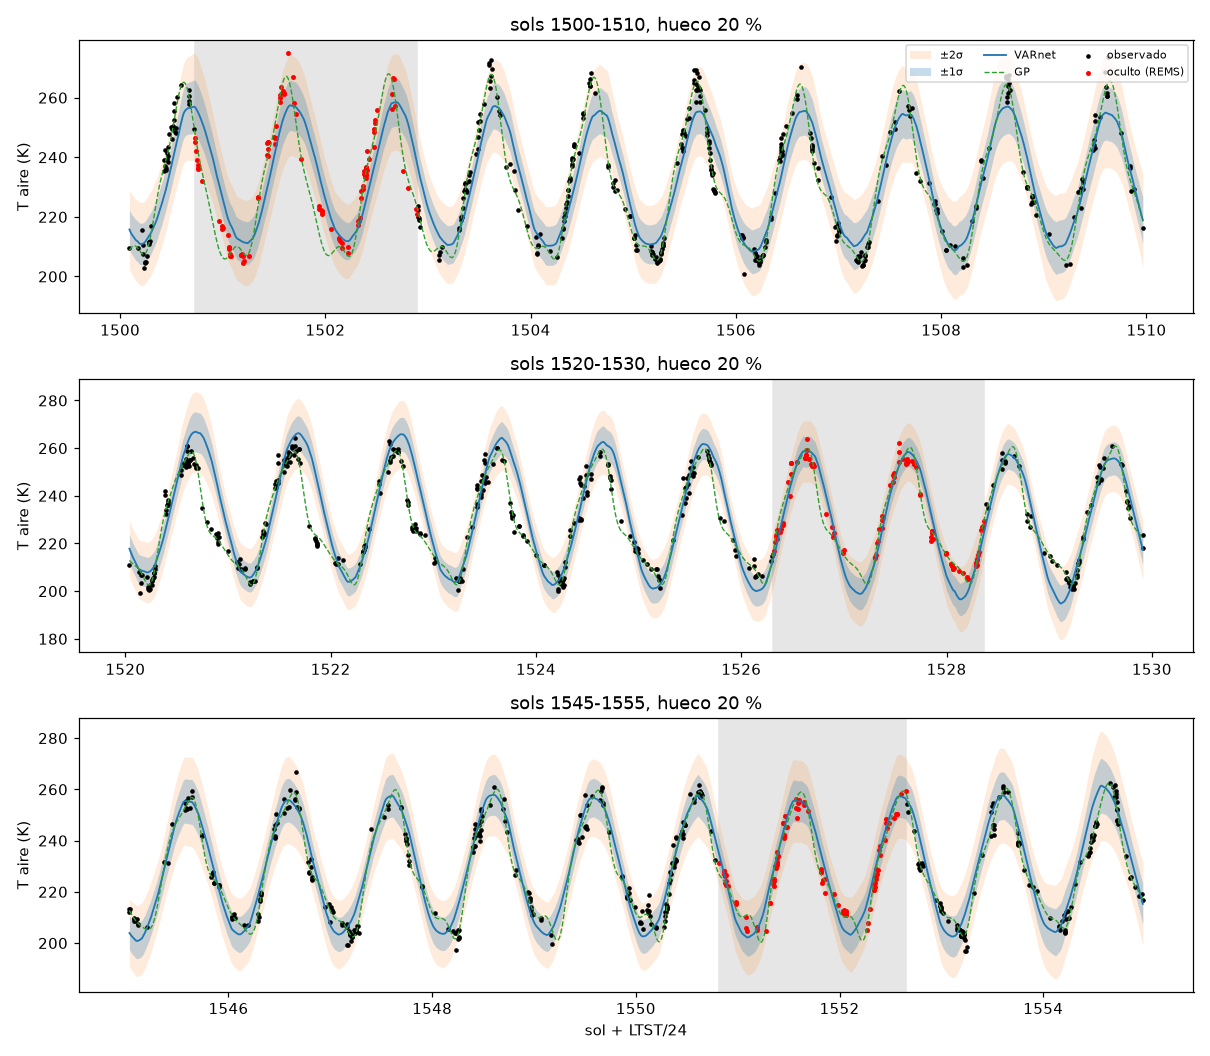 sols 1500-1510, hueco 20 %
±2σ VARnet observado
±1σ GP oculto (REMS)
T aire (K)
260
240
220
200
1500 1502 1504 1506 1508 1510
sols 1520-1530, hueco 20 %
T aire (K)
280
260
240
220
200
180
1520 1522 1524 1526 1528 1530
sols 1545-1555, hueco 20 %
T aire (K)
280
260
240
220
200
1546 1548 1550 1552 1554
sol + LTST/24